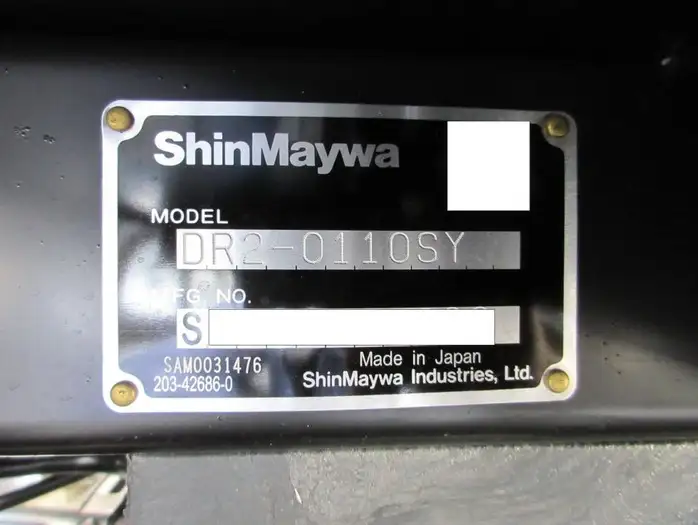 ShinMaywa
MODEL
DR2-0110SY
MFG. NO.
S
SAM0031476
203-42686-0
Made in Japan
ShinMaywa Industries, Ltd.